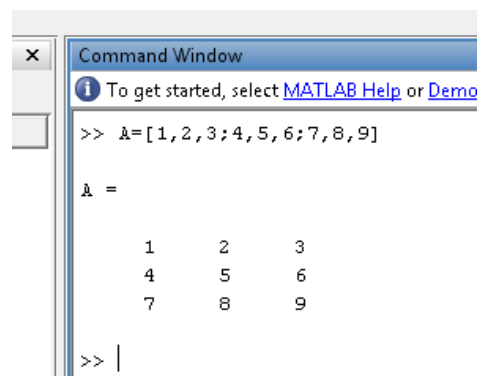 Command Window
To get started, select MATLAB Help or Demo
>> A=[1,2,3;4,5,6;7,8,9]
A =
1 2 3
4 5 6
7 8 9
>>